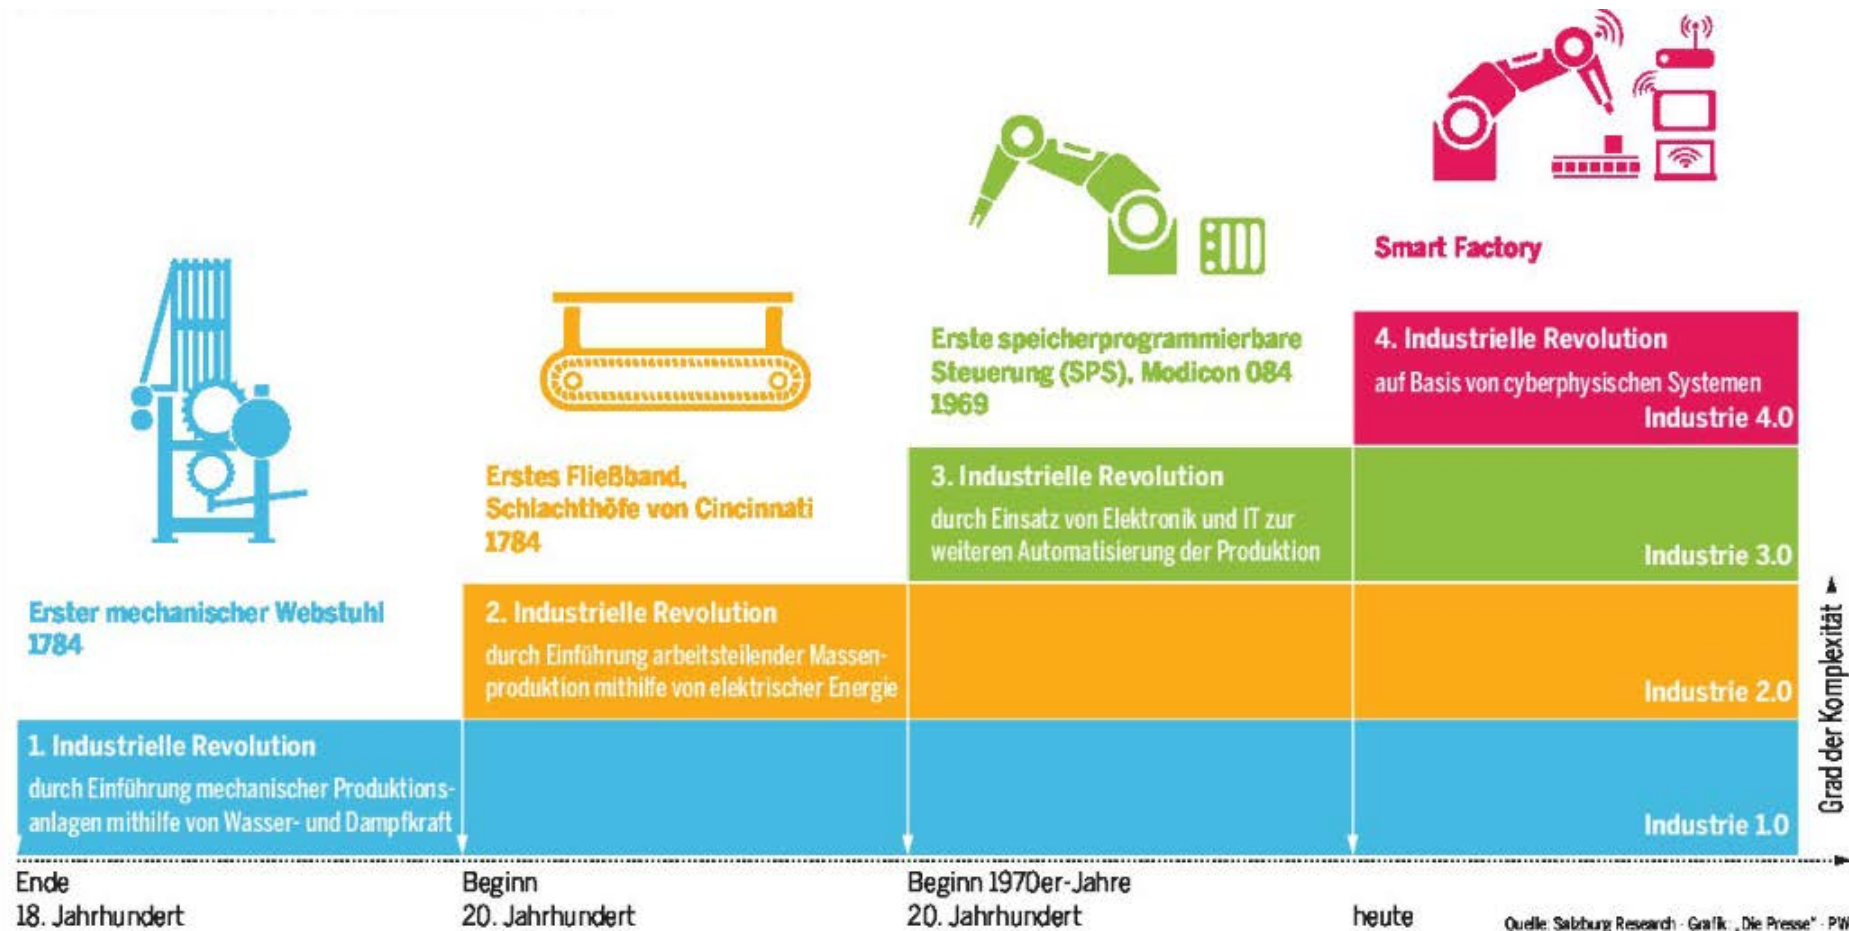 Smart Factory
Erste speicherprogrammierbare
Steuerung (SPS), Modicon 084
1969
4. Industrielle Revolution
auf Basis von cyberphysischen Systemen
Industrie 4.0
Erstes Fließband,
Schlachthöfe von Cincinnati
1784
3. Industrielle Revolution
durch Einsatz von Elektronik und IT zur
weiteren Automatisierung der Produktion
Industrie 3.0
Erster mechanischer Webstuhl
1784
2. Industrielle Revolution
durch Einführung arbeitsteilender Massen-
produktion mithilfe von elektrischer Energie
Industrie 2.0
1. Industrielle Revolution
durch Einführung mechanischer Produktions-
anlagen mithilfe von Wasser- und Dampfkraft
Industrie 1.0
Grad der Komplexität
Ende
18. Jahrhundert
Beginn
20. Jahrhundert
Beginn 1970er-Jahre
20. Jahrhundert
heute
Quelle: Salzburg Research · Grafik: „Die Presse“ · PW